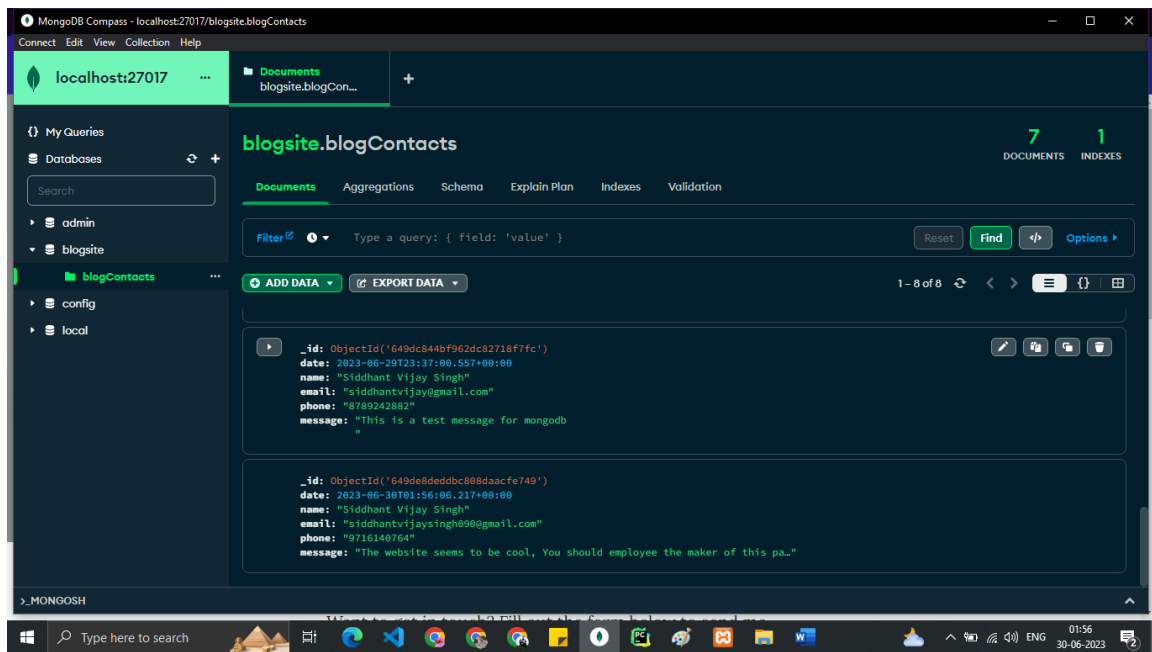 MongoDB Compass - localhost:27017/blogsite.blogContacts
Connect Edit View Collection Help
localhost:27017 ...
Documents
blogsite.blogCon...
{} My Queries
Databases
Search
admin
blogsite
blogContacts ...
config
local
blogsite.blogContacts
7
DOCUMENTS
1
INDEXES
Documents Aggregations Schema Explain Plan Indexes Validation
Filter Type a query: { field: 'value' } Reset Find </> Options
ADD DATA EXPORT DATA 1 – 8 of 8 {}
_id: ObjectId('649dc844bf962dc82718f7fc')
date: 2023-06-29T23:37:00.557+00:00
name: "Siddhant Vijay Singh"
email: "siddhantvijay@gmail.com"
phone: "8789242882"
message: "This is a test message for mongodb
"
_id: ObjectId('649de8deddbc808daacfe749')
date: 2023-06-30T01:56:06.217+00:00
name: "Siddhant Vijay Singh"
email: "siddhantvijaysingh090@gmail.com"
phone: "9716140764"
message: "The website seems to be cool, You should employee the maker of this pa…"
>_MONGOSH
Type here to search
ENG
01:56
30-06-2023
2